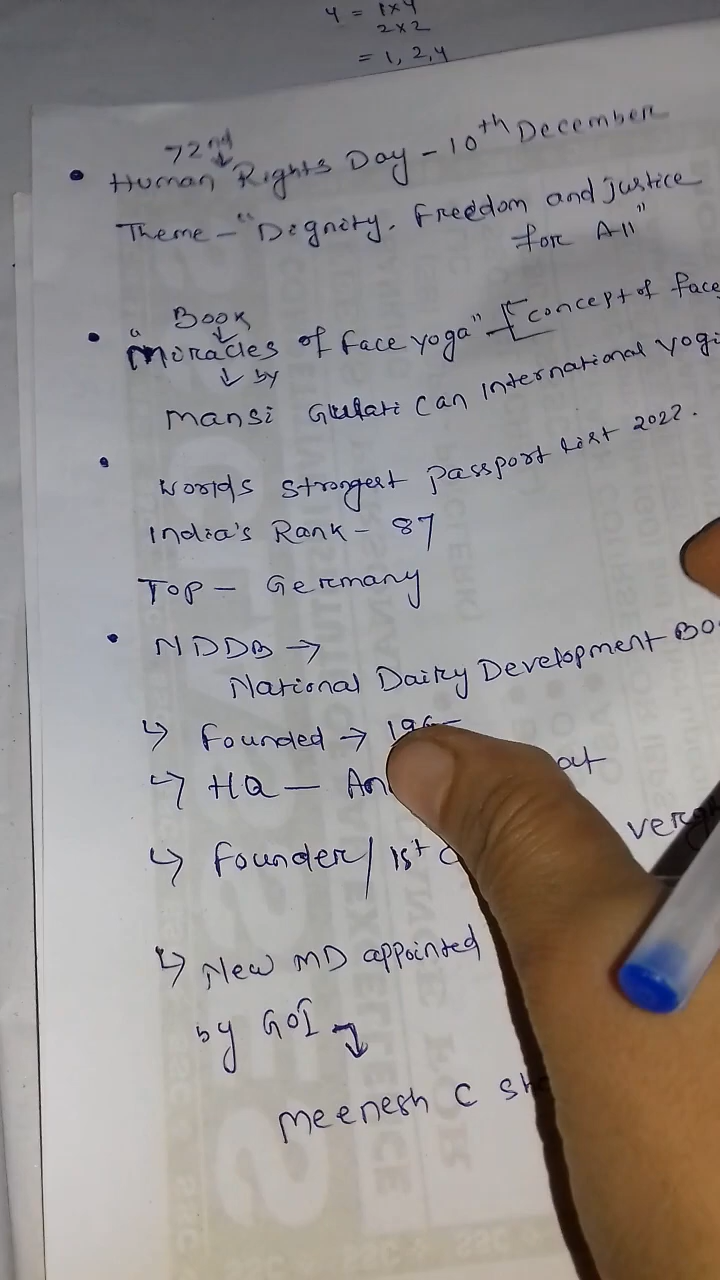 4 = 1x4
2x2
= 1, 2, 4
72nd
Human Rights Day - 10th December
Theme - "Dignity, Freedom and justice
for All"
Book
"Moracles of face yoga" - [concept of face
by
Mansi Gulati Can International yogi
Worlds strongest passport list 2022.
India's Rank - 87
Top - Germany
NDDB →
National Dairy Development Bo
↳ Founded → 196
↳ HQ — An
↳ Founder/ 1st C
↳ New MD appointed
by GOI
Meenesh C Sh